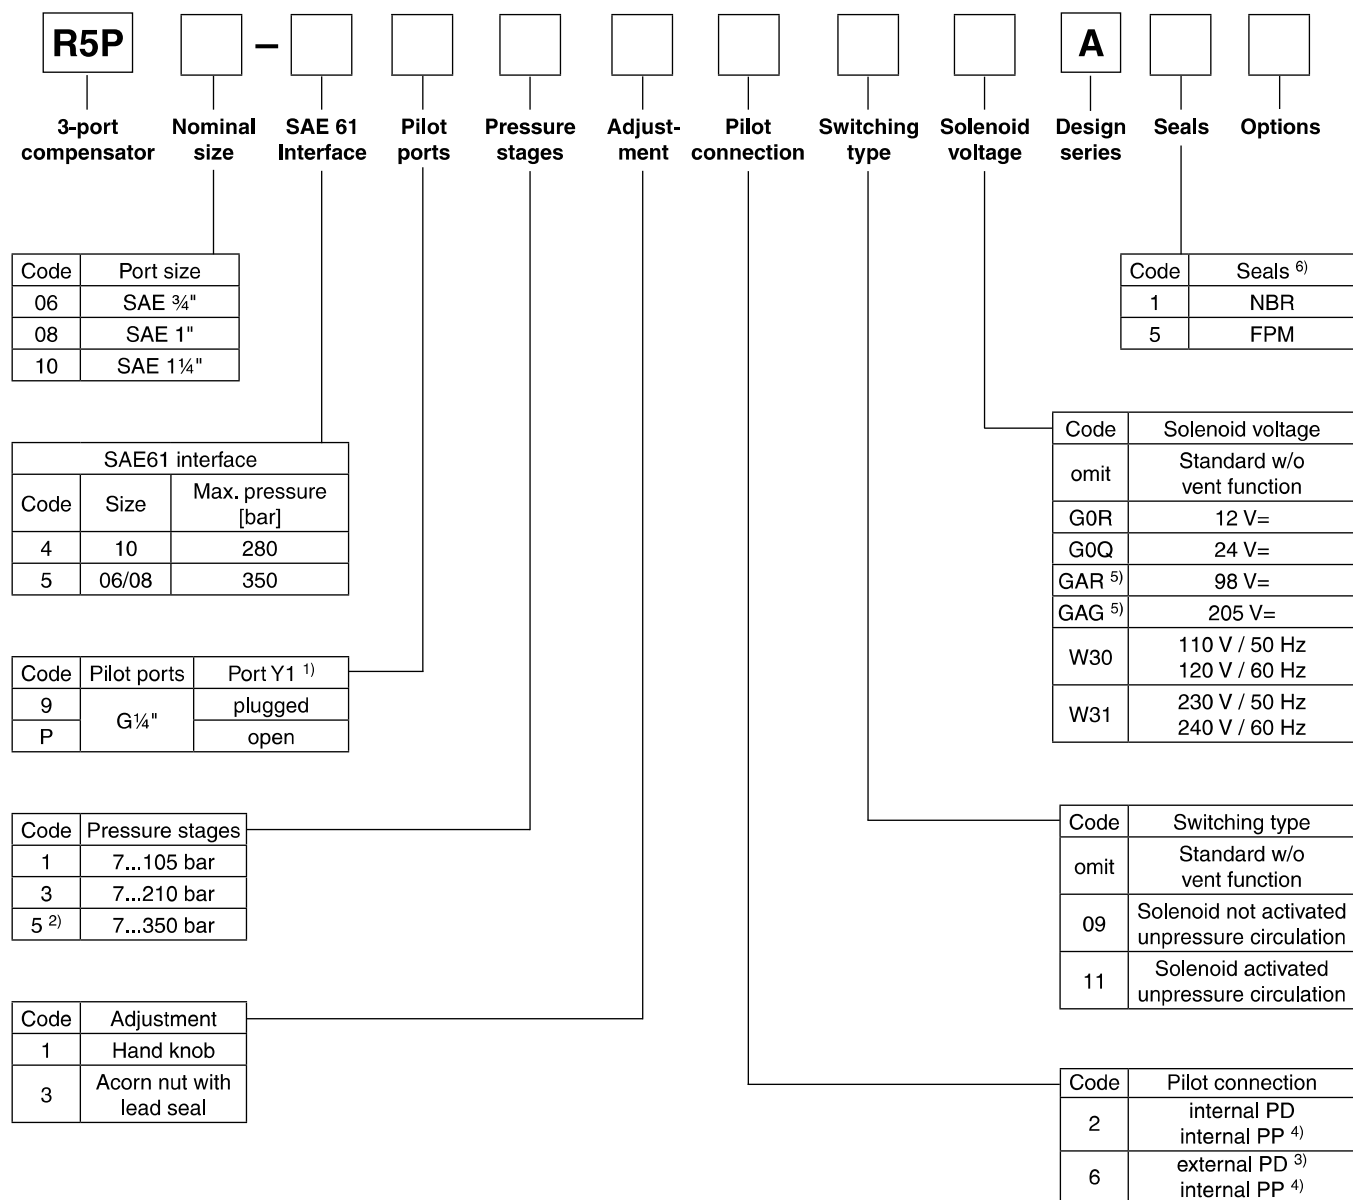 R5P – A
3-port compensator
Nominal size
SAE 61 Interface
Pilot ports
Pressure stages
Adjust-ment
Pilot connection
Switching type
Solenoid voltage
Design series
Seals
Options
Code Port size
06 SAE ¾"
08 SAE 1"
10 SAE 1¼"
SAE61 interface
Code Size Max. pressure [bar]
4 10 280
5 06/08 350
Code Pilot ports Port Y1 1)
9 G¼" plugged
P open
Code Pressure stages
1 7...105 bar
3 7...210 bar
5 2) 7...350 bar
Code Adjustment
1 Hand knob
3 Acorn nut with
lead seal
Code Seals 6)
1 NBR
5 FPM
Code Solenoid voltage
omit Standard w/o
vent function
G0R 12 V=
G0Q 24 V=
GAR 5) 98 V=
GAG 5) 205 V=
W30 110 V / 50 Hz
120 V / 60 Hz
W31 230 V / 50 Hz
240 V / 60 Hz
Code Switching type
omit Standard w/o
vent function
09 Solenoid not activated
unpressure circulation
11 Solenoid activated
unpressure circulation
Code Pilot connection
2 internal PD
internal PP 4)
6 external PD 3)
internal PP 4)